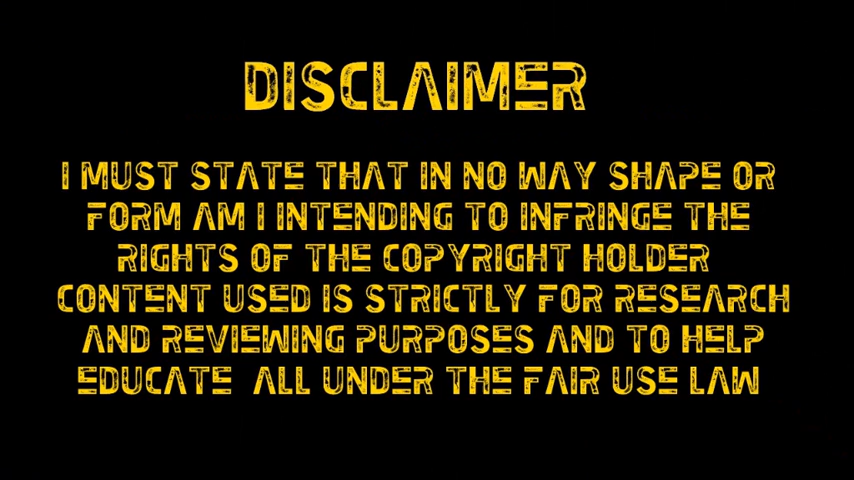 DISCLAIMER
I MUST STATE THAT IN NO WAY SHAPE OR
FORM AM I INTENDING TO INFRINGE THE
RIGHTS OF THE COPYRIGHT HOLDER
CONTENT USED IS STRICTLY FOR RESEARCH
AND REVIEWING PURPOSES AND TO HELP
EDUCATE ALL UNDER THE FAIR USE LAW